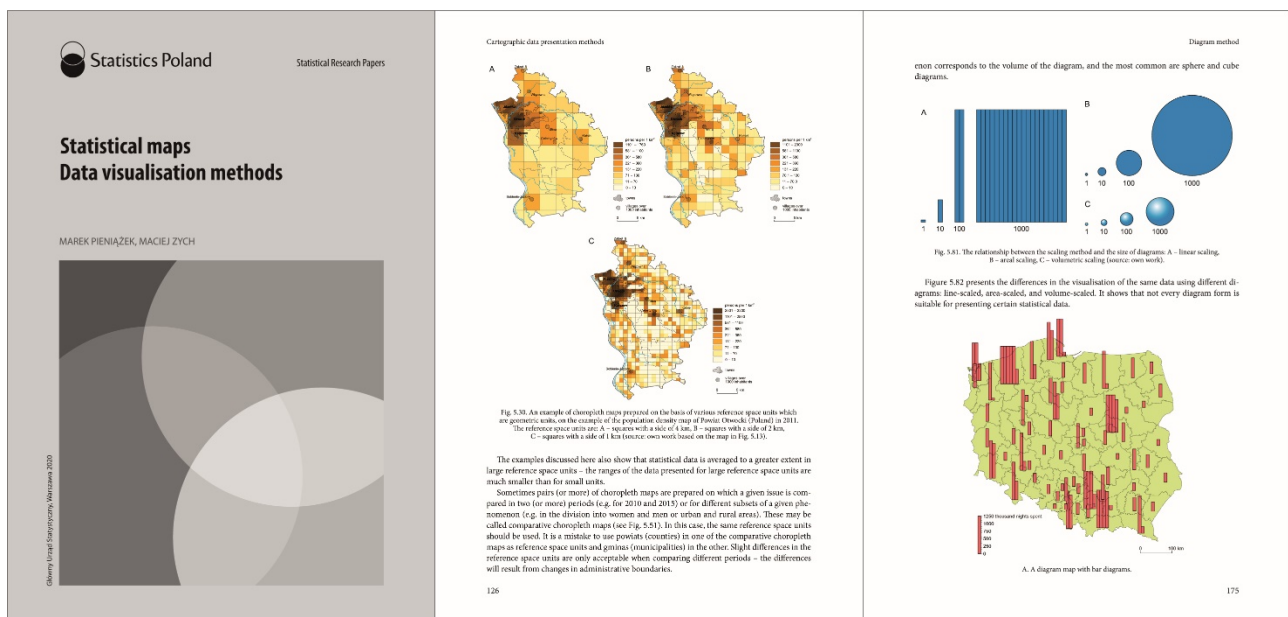 Statistics Poland
Statistical Research Papers
Statistical maps
Data visualisation methods
MAREK PIENIĄŻEK, MACIEJ ZYCH
Główny Urząd Statystyczny, Warszawa 2020
Cartographic data presentation methods
A
B
C
Fig. 5.30. An example of choropleth maps prepared on the basis of various reference space units which
are geometric units, on the example of the population density map of Powiat Otwocki (Poland) in 2011.
The reference space units are: A – squares with a side of 4 km, B – squares with a side of 2 km,
C – squares with a side of 1 km (source: own work based on the map in Fig. 5.13).
The examples discussed here also show that statistical data is averaged to a greater extent in
large reference space units – the ranges of the data presented for large reference space units are
much smaller than for small units.
Sometimes pairs (or more) of choropleth maps are prepared on which a given issue is com-
pared in two (or more) periods (e.g. for 2010 and 2015) or for different subsets of a given phe-
nomenon (e.g. in the division into women and men or urban and rural areas). These may be
called comparative choropleth maps (see Fig. 5.51). In this case, the same reference space units
should be used. It is a mistake to use powiats (counties) in one of the comparative choropleth
maps as reference space units and gminas (municipalities) in the other. Slight differences in the
reference space units are only acceptable when comparing different periods – the differences
will result from changes in administrative boundaries.
126
Diagram method
enon corresponds to the volume of the diagram, and the most common are sphere and cube
diagrams.
A
1 10 100 1000
B
1 10 100 1000
C
1 10 100 1000
Fig. 5.81. The relationship between the scaling method and the size of diagrams: A – linear scaling,
B – areal scaling, C – volumetric scaling (source: own work).
Figure 5.82 presents the differences in the visualisation of the same data using different di-
agrams: line-scaled, area-scaled, and volume-scaled. It shows that not every diagram form is
suitable for presenting certain statistical data.
1250 thousand nights spent
1000
750
500
250
0
0 100 km
A. A diagram map with bar diagrams.
175